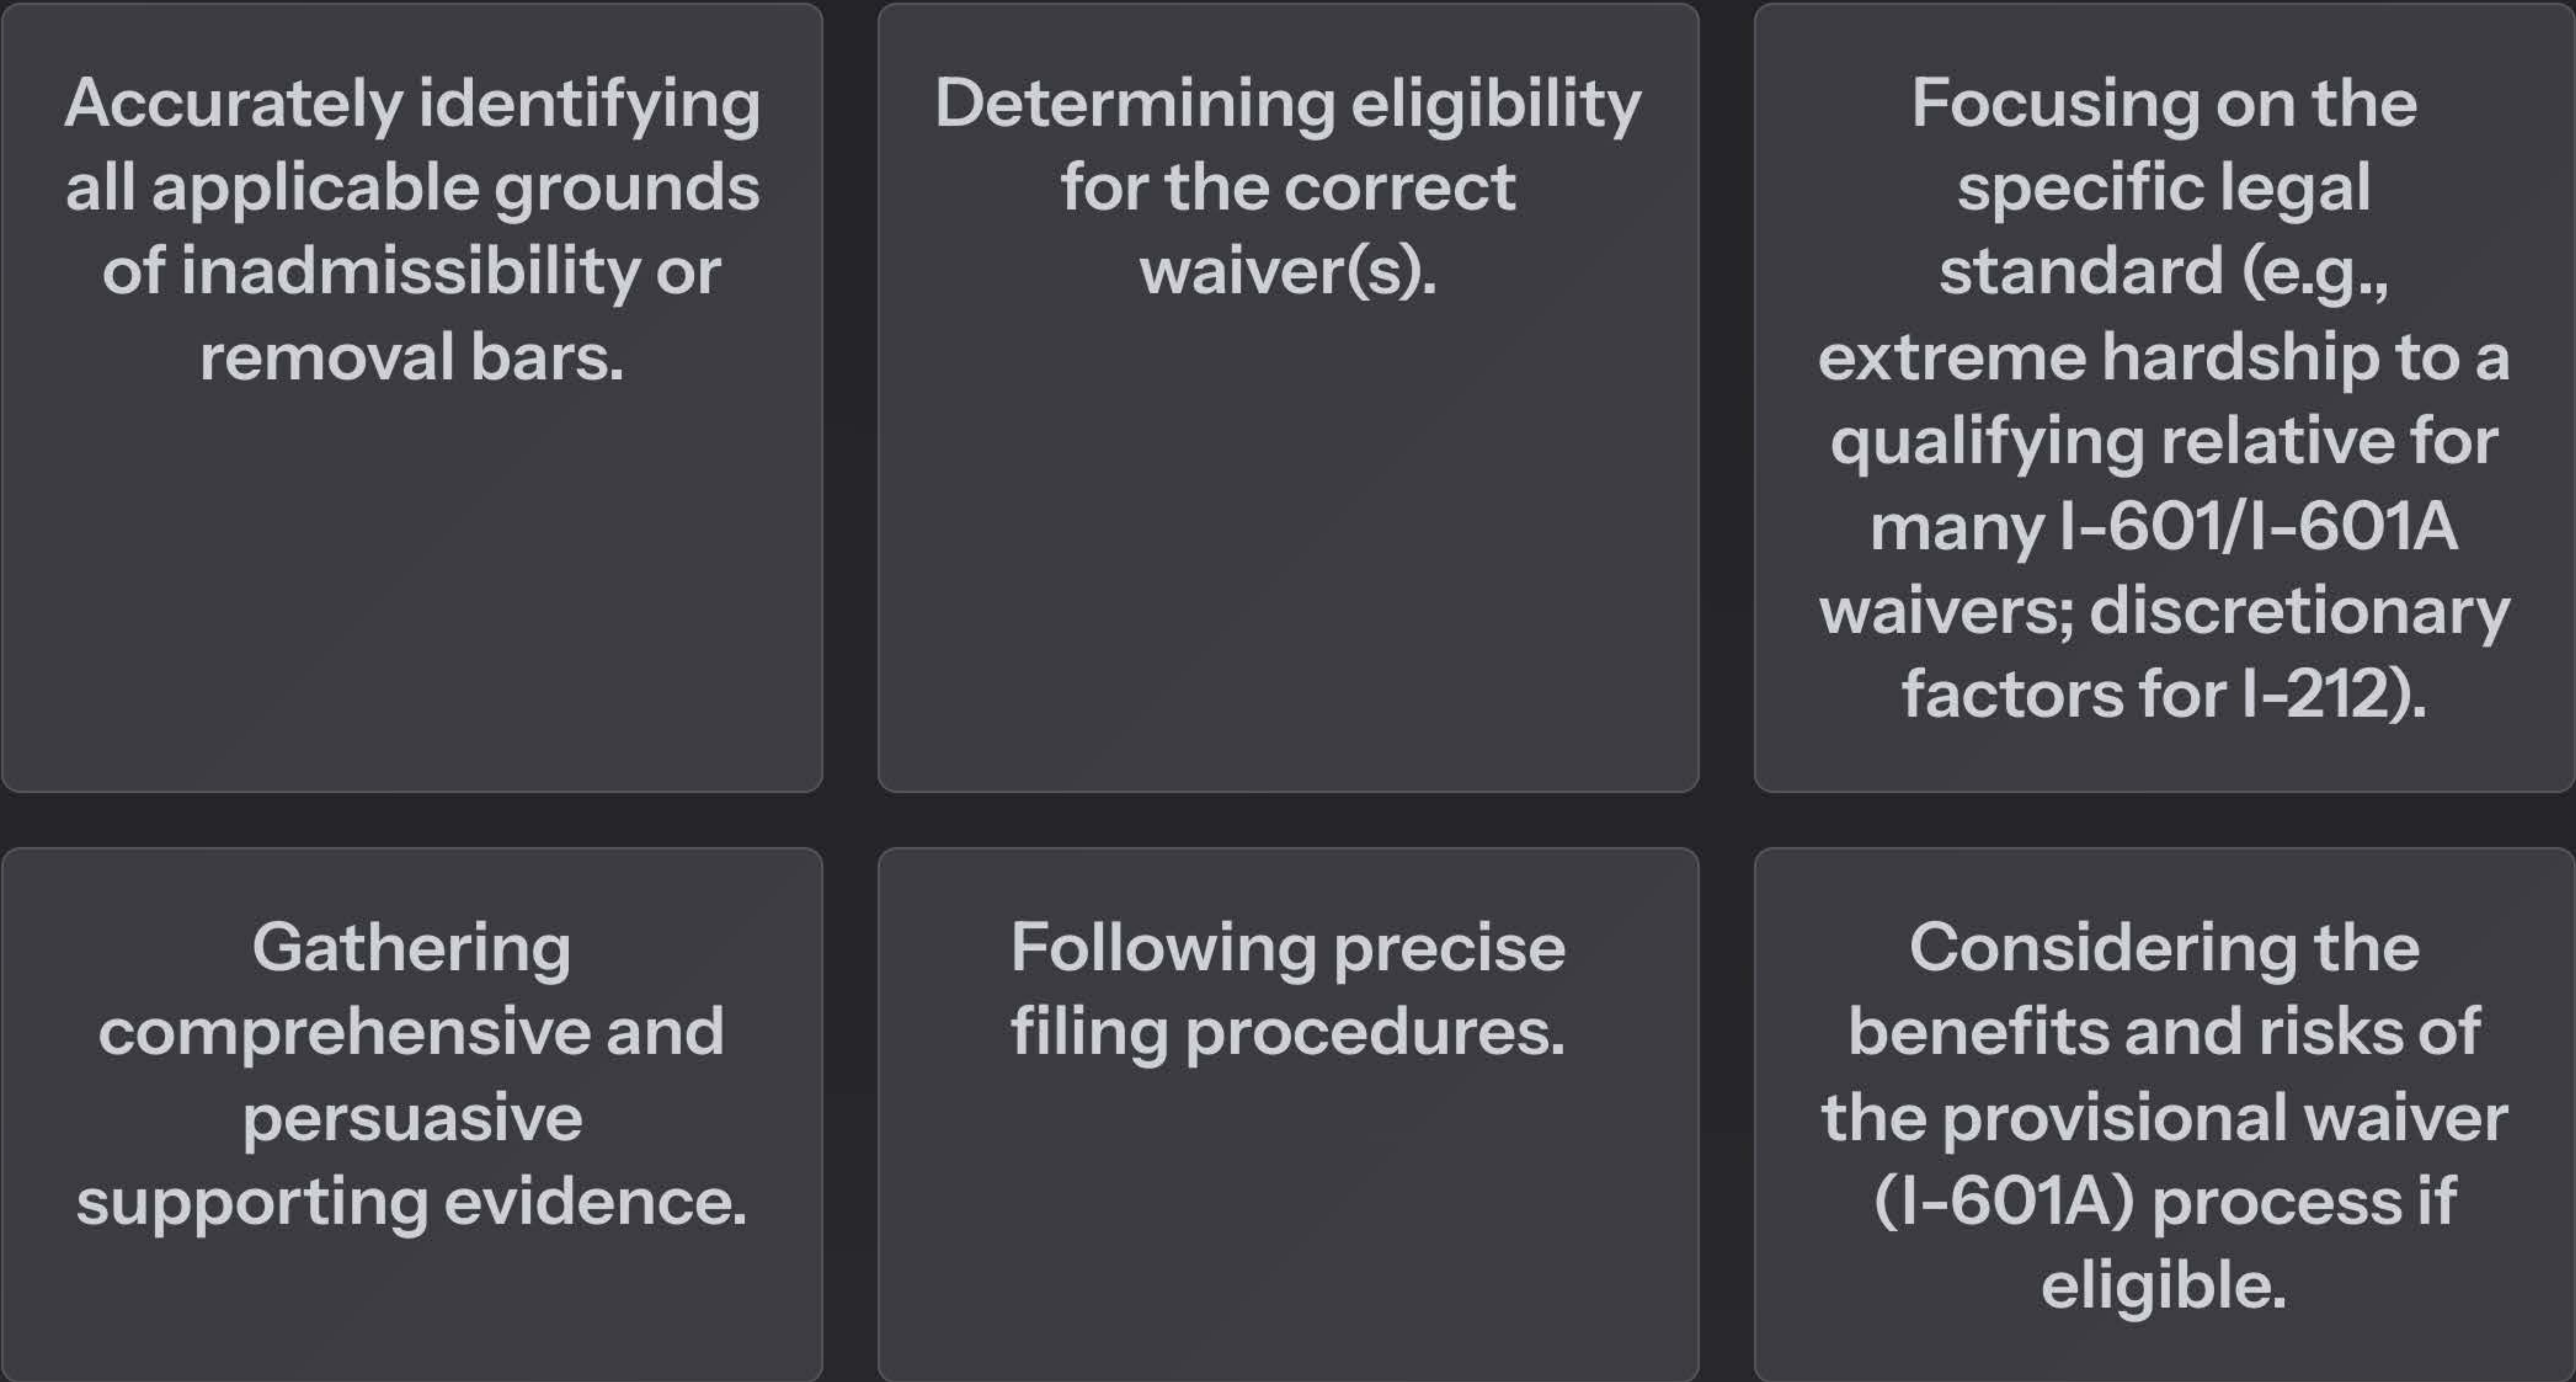 Accurately identifying
all applicable grounds
of inadmissibility or
removal bars.
Determining eligibility
for the correct
waiver(s).
Focusing on the
specific legal
standard (e.g.,
extreme hardship to a
qualifying relative for
many I-601/I-601A
waivers; discretionary
factors for I-212).
Gathering
comprehensive and
persuasive
supporting evidence.
Following precise
filing procedures.
Considering the
benefits and risks of
the provisional waiver
(I-601A) process if
eligible.